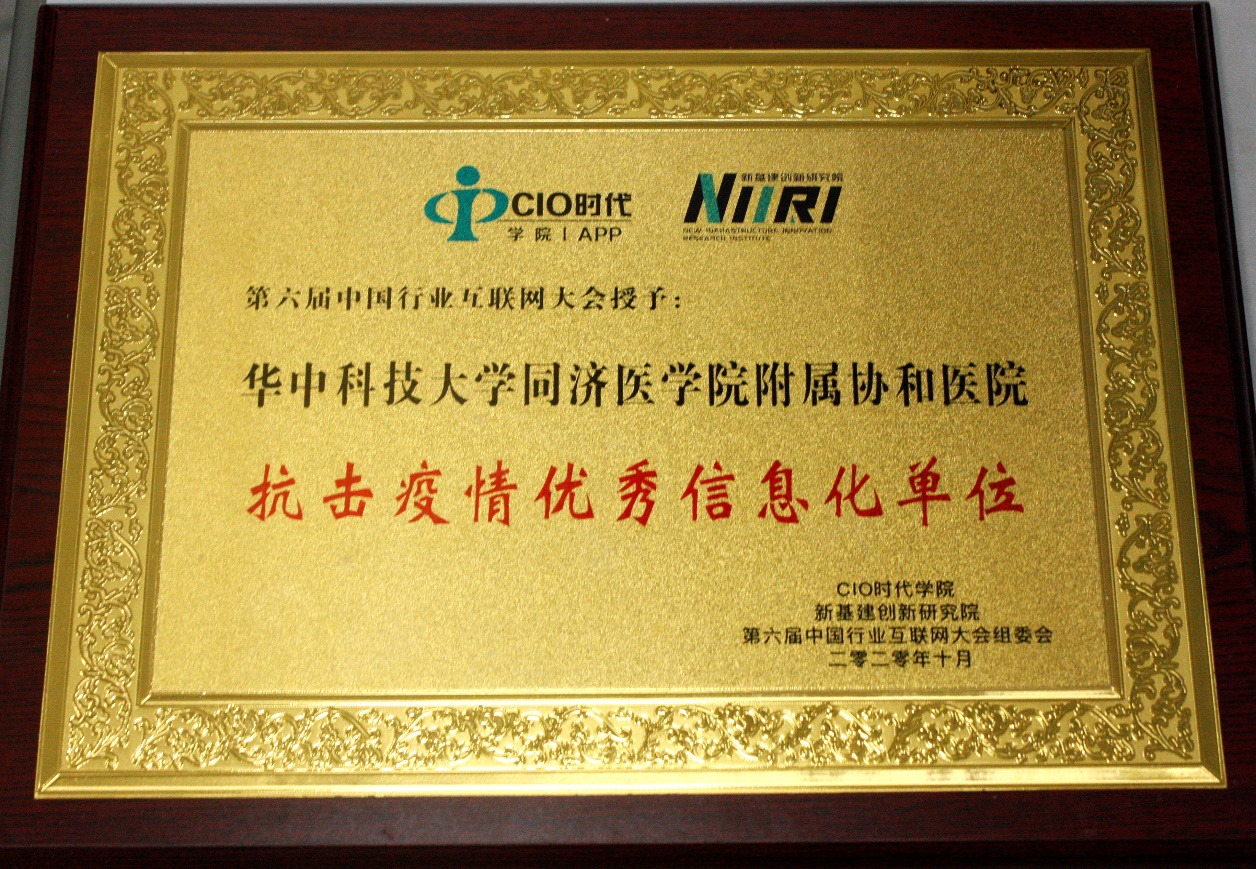 CIO时代
学院 | APP
新基建创新研究院
NIIRI
NEW INFRASTRUCTURE INNOVATION
RESEARCH INSTITUTE
第六届中国行业互联网大会授予:
华中科技大学同济医学院附属协和医院
抗击疫情优秀信息化单位
CIO时代学院
新基建创新研究院
第六届中国行业互联网大会组委会
二零二零年十月